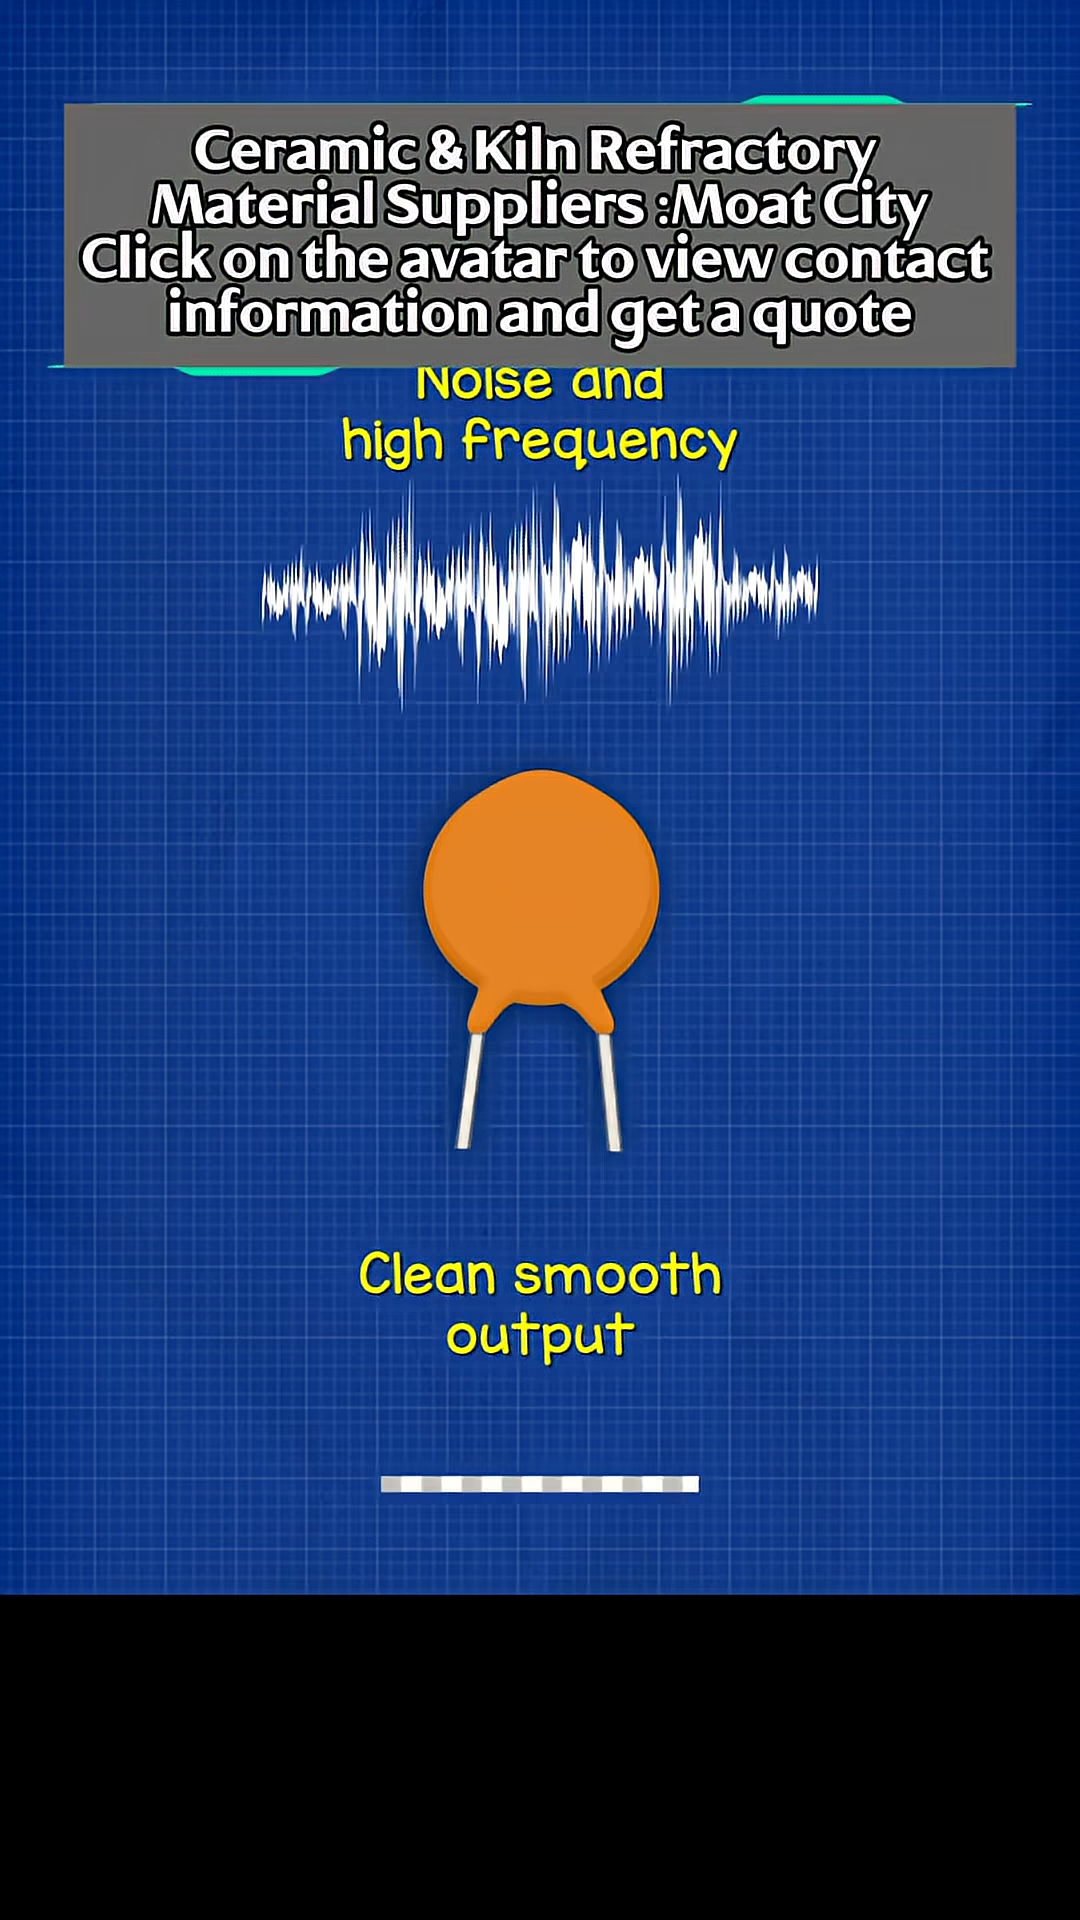 Ceramic & Kiln Refractory
Material Suppliers :Moat City
Click on the avatar to view contact
information and get a quote
Noise and
high frequency
Clean smooth
output